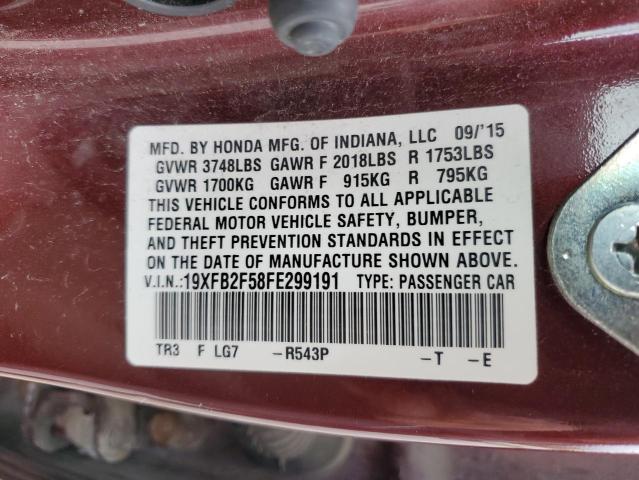 MFD. BY HONDA MFG. OF INDIANA, LLC 09/'15
GVWR 3748LBS GAWR F 2018LBS R 1753LBS
GVWR 1700KG GAWR F 915KG R 795KG
THIS VEHICLE CONFORMS TO ALL APPLICABLE
FEDERAL MOTOR VEHICLE SAFETY, BUMPER,
AND THEFT PREVENTION STANDARDS IN EFFECT
ON THE DATE OF MANUFACTURE SHOWN ABOVE.
V.I.N.: 19XFB2F58FE299191 TYPE: PASSENGER CAR
TR3 F LG7 -R543P -T -E